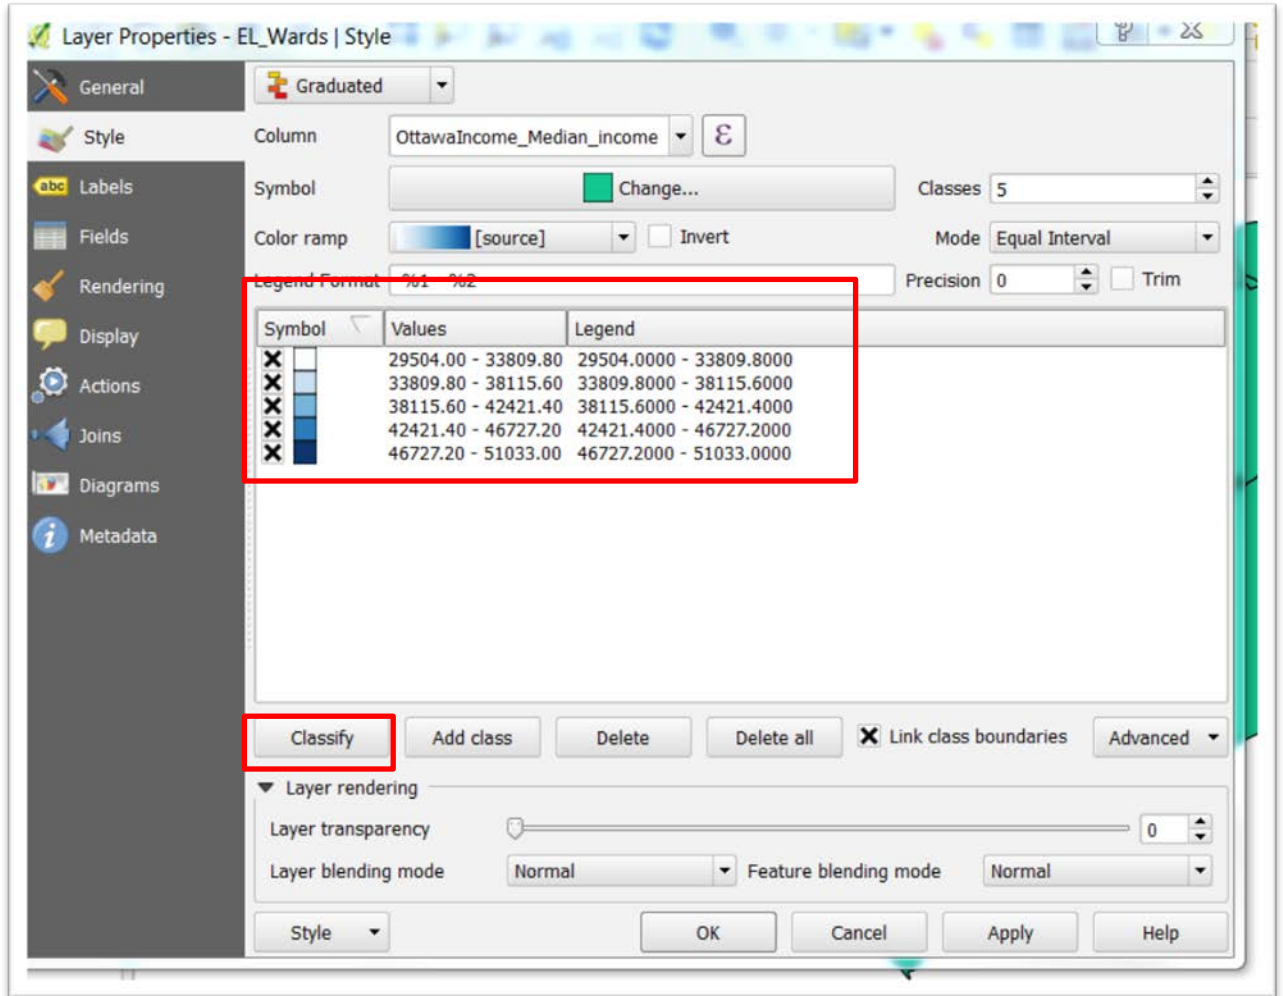 Layer Properties - EL_Wards | Style
General
Style
abc Labels
Fields
Rendering
Display
Actions
Joins
Diagrams
Metadata
Graduated
Column OttawaIncome_Median_income ε
Symbol Change... Classes 5
Color ramp [source] Invert Mode Equal Interval
Legend Format %1 - %2 Precision 0 Trim
Symbol Values Legend
29504.00 - 33809.80 29504.0000 - 33809.8000
33809.80 - 38115.60 33809.8000 - 38115.6000
38115.60 - 42421.40 38115.6000 - 42421.4000
42421.40 - 46727.20 42421.4000 - 46727.2000
46727.20 - 51033.00 46727.2000 - 51033.0000
Classify Add class Delete Delete all Link class boundaries Advanced
Layer rendering
Layer transparency 0
Layer blending mode Normal Feature blending mode Normal
Style OK Cancel Apply Help